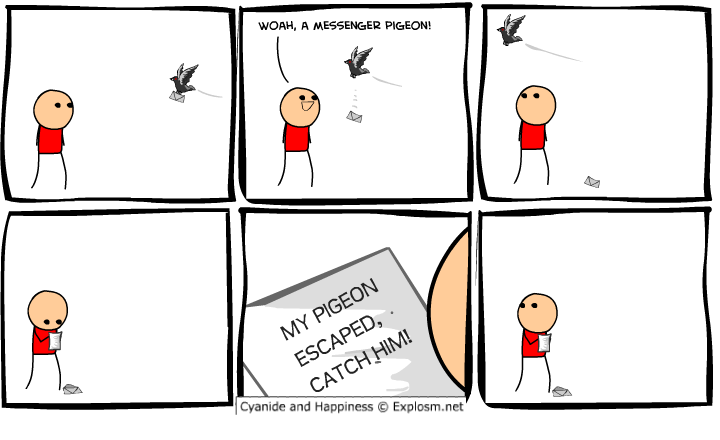 WOAH, A MESSENGER PIGEON!
MY PIGEON
ESCAPED,
CATCH HIM!
Cyanide and Happiness © Explosm.net